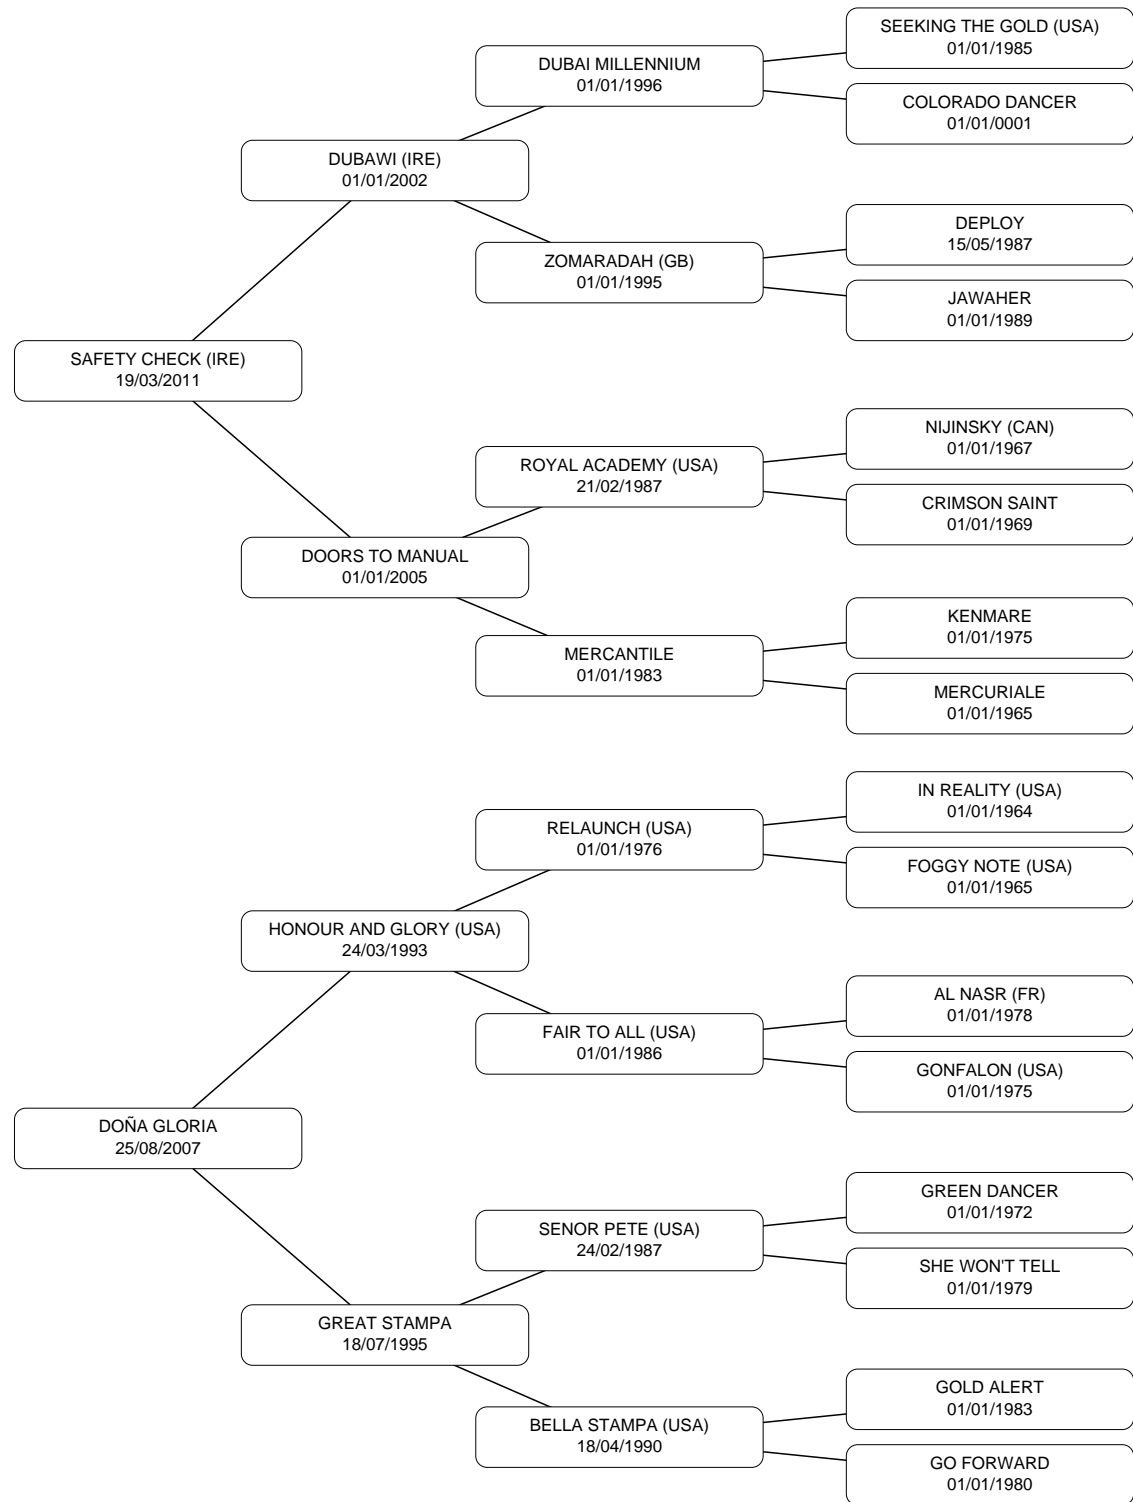 SEEKING THE GOLD (USA)
01/01/1985
DUBAI MILLENNIUM
01/01/1996
COLORADO DANCER
01/01/0001
DUBAWI (IRE)
01/01/2002
DEPLOY
15/05/1987
ZOMARADAH (GB)
01/01/1995
JAWAHER
01/01/1989
SAFETY CHECK (IRE)
19/03/2011
NIJINSKY (CAN)
01/01/1967
ROYAL ACADEMY (USA)
21/02/1987
CRIMSON SAINT
01/01/1969
DOORS TO MANUAL
01/01/2005
KENMARE
01/01/1975
MERCANTILE
01/01/1983
MERCURIALE
01/01/1965
IN REALITY (USA)
01/01/1964
RELAUNCH (USA)
01/01/1976
FOGGY NOTE (USA)
01/01/1965
HONOUR AND GLORY (USA)
24/03/1993
AL NASR (FR)
01/01/1978
FAIR TO ALL (USA)
01/01/1986
GONFALON (USA)
01/01/1975
DOÑA GLORIA
25/08/2007
GREEN DANCER
01/01/1972
SENOR PETE (USA)
24/02/1987
SHE WON'T TELL
01/01/1979
GREAT STAMPA
18/07/1995
GOLD ALERT
01/01/1983
BELLA STAMPA (USA)
18/04/1990
GO FORWARD
01/01/1980